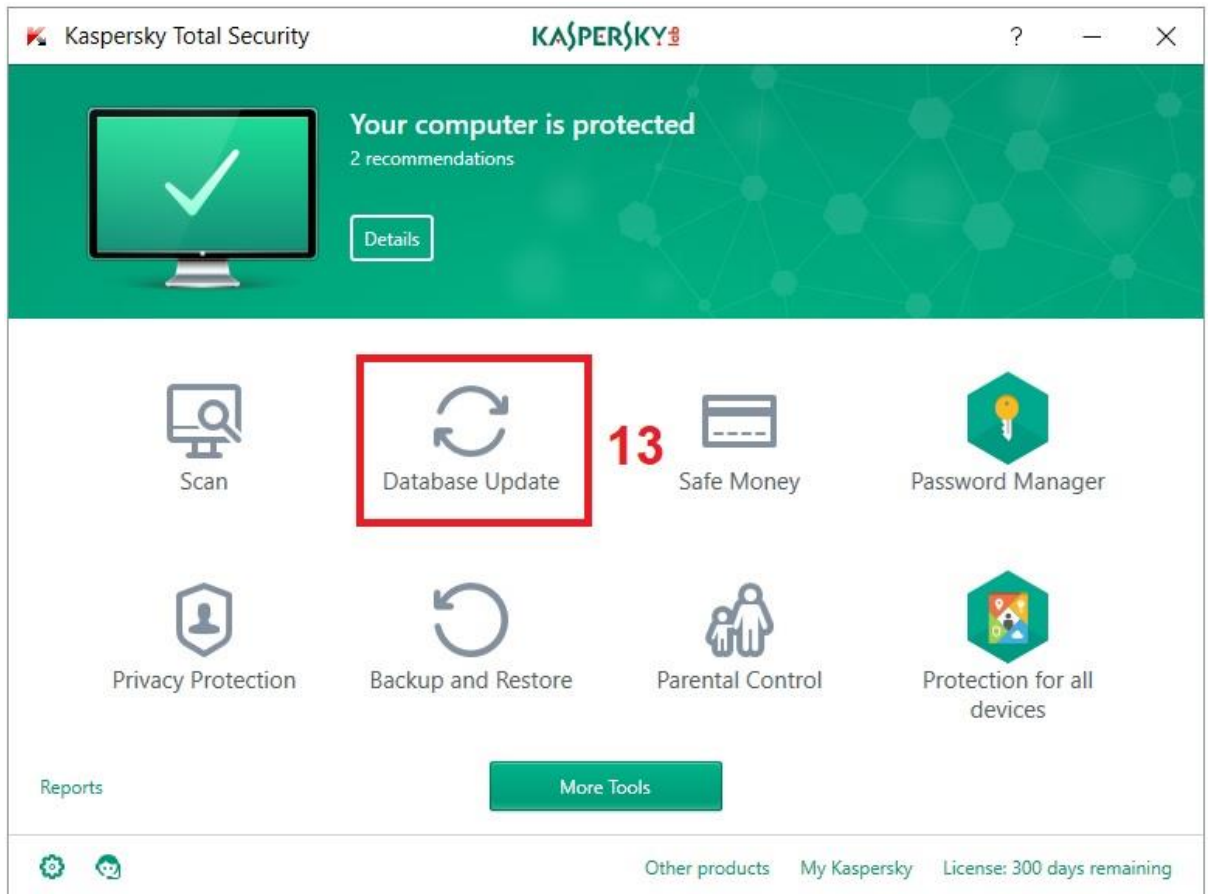 Kaspersky Total Security
KASPERSKY lab
?
Your computer is protected
2 recommendations
Details
Scan
Database Update
13
Safe Money
Password Manager
Privacy Protection
Backup and Restore
Parental Control
Protection for all
devices
Reports
More Tools
Other products
My Kaspersky
License: 300 days remaining